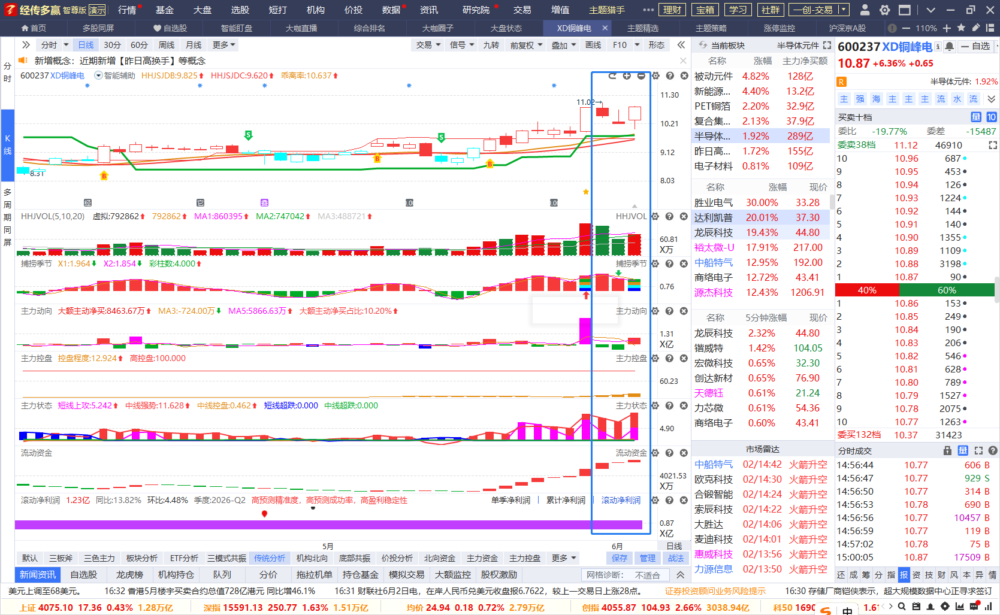 经传多赢 智尊版 演示 行情 基金 大盘 选股 短打 机构 价投 数据 资讯 研究院 交易 增值 主题猎手 理财 宝箱 学习 社群 一创-交易
首页 多股同屏 自选股 智能盯盘 大咖直播 综合排名 大咖圈子 大盘状态 XD铜峰电 主题精选 主题策略 涨停监控 沪深京A股 110%
分时 日线 30分 60分 周线 月线 更多 交易 信号 九转 前复权 叠加 画线 F10 形态
新增概念：近期新增【昨日高换手】等概念
分时
K线
多周期同屏
600237 XD铜峰电 智能辅助 HHJSJDB:9.825 HHJSJDC:9.620 乖离率:10.637
11.30
11.02
10.21
S
S
9.12
B
B
B
8.31
8.03
HHJVOL(5,10,20) 虚拟:792862 792862 MA1:860395 MA2:747042 MA3:488721 HHJVOL
60.81
X万
捕捞季节 X1:1.964 X2:1.854 彩柱数:4.000 捕捞季节
0.76
主力动向 大额主动净买:8463.67万 MA3:-724.00万 MA5:5866.63万 大额主动净买占比:10.20% 主力动向
1.31
X亿
主力控盘 控盘程度:12.924 高控盘:100.000 主力控盘
60.23
主力状态 短线上攻:5.242 中线强势:11.628 中线控盘:0.462 短线超跌:0.000 中线超跌:0.000 主力状态
4.90
流动资金 流动资金
4021.53
X万
滚动净利润 1.23亿 同比:13.82% 环比:4.48% 季度:2026-Q2 高预测精准度，高预测成功率，高盈利稳定性 单季净利润 累计净利润 滚动净利润
0.87
X亿
5月 6月 日线
默认 三板斧 三色主力 板块分析 ETF分析 三模式共振 传统分析 机构北向 底部共振 价投分析 北向资金 主力资金 主力控盘 更多 保存 管理 战法
新闻资讯 自选股 龙虎榜 机构持仓 队列 分价 拖拉机单 持仓基金 模拟交易 大额监控 股权激励 网格诊断： 不适合
当前板块 半导体元件
名称 涨幅 主力净买额
被动元件 4.82% 128亿
新能源... 4.40% 13.2亿
PET铜箔 2.20% 32.9亿
复合集... 2.13% 37.9亿
半导体... 1.92% 289亿
昨日高... 1.72% 155亿
电子材料 0.81% 109亿
名称 涨幅 现价
胜业电气 30.00% 33.28
达利凯普 20.01% 37.30
龙辰科技 19.43% 44.80
裕太微-U 17.91% 217.00
中船特气 12.95% 192.00
商络电子 12.72% 43.41
源杰科技 12.43% 1206.91
名称 5分钟涨幅 现价
龙辰科技 2.32% 44.80
锴威特 1.42% 104.05
宏微科技 0.65% 32.30
创达新材 0.65% 76.90
天德钰 0.61% 21.24
力芯微 0.61% 54.36
商络电子 0.60% 43.41
市场雷达
中船特气 02/14:42 火箭升空
欧克科技 02/14:30 火箭升空
合锻智能 02/14:24 火箭升空
索辰科技 02/14:22 火箭升空
大胜达 02/14:06 火箭升空
麦迪科技 02/14:01 火箭升空
惠威科技 02/13:56 火箭升空
力源信息 02/13:50 火箭升空
600237 XD铜峰电 自选
10.87 +6.36% +0.65
R 半导体元件: 1.92%
主 强 海 主 主 主 流 水 流
买卖十档 量 10
委比 -19.77% 委差 -15487
委卖38档 11.12 46910
10 10.96 687
9 10.95 453
8 10.94 126
7 10.93 1224
6 10.92 144
5 10.91 140
4 10.90 1355
3 10.89 1109
2 10.88 3198
1 10.87 90
40% 60%
1 10.86 153
2 10.85 249
3 10.84 190
4 10.83 206
5 10.82 546
6 10.81 628
7 10.80 789
8 10.79 1527
9 10.78 2075
10 10.77 1263
委买132档 10.37 31423
分时成交 量
14:56:44 10.77 606 B
14:56:47 10.77 929 S
14:56:50 10.77 314 B
14:56:53 10.78 690 B
14:56:56 10.77 10457 B
14:56:59 10.77 119 B
14:57:02 10.78 75 B
15:00:05 10.87 17509 B
还 成 筹 分 指 报 资 技 财 风 本 异 情
美元上调至68美元。 16:32 香港5月楼宇买卖合约总值728亿港元 同比增46.1% 16:31 财联社6月2日电，在岸人民币兑美元收盘报6.7622，较上一交易日上涨28点。 证券投资顾问业务风险提示 16:30 存储厂商铠侠表示，超大规模数据中心正寻求签订
上证 4075.10 17.36 0.43% 1.28万亿 深指 15591.13 250.77 1.63% 1.51万亿 均价 24.94 0.18 0.72% 2.79万亿 创指 4055.87 104.93 2.66% 3038.94亿 科50 中